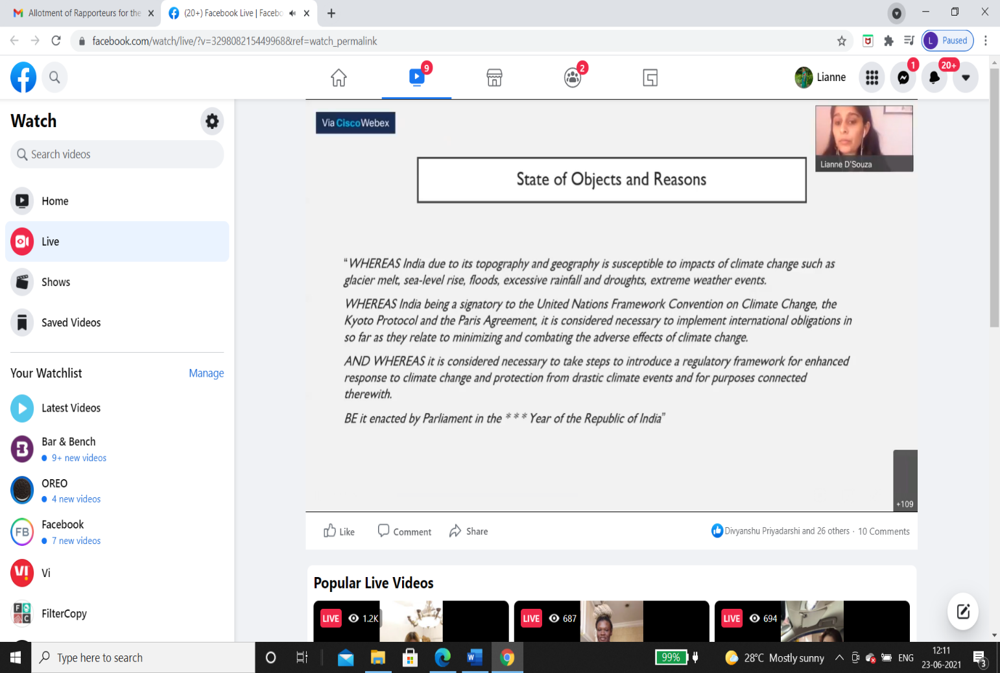 Allotment of Rapporteurs for the
(20+) Facebook Live | Facebo
facebook.com/watch/live/?v=329808215449968&ref=watch_permalink
L Paused
9
2
Lianne
1
20+
Watch
Search videos
Home
Live
Shows
Saved Videos
Your Watchlist Manage
Latest Videos
Bar & Bench
9+ new videos
OREO
4 new videos
FB
Facebook
7 new videos
Vi
FilterCopy
Via CiscoWebex
Lianne D'Souza
State of Objects and Reasons
"WHEREAS India due to its topography and geography is susceptible to impacts of climate change such as
glacier melt, sea-level rise, floods, excessive rainfall and droughts, extreme weather events.
WHEREAS India being a signatory to the United Nations Framework Convention on Climate Change, the
Kyoto Protocol and the Paris Agreement, it is considered necessary to implement international obligations in
so far as they relate to minimizing and combating the adverse effects of climate change.
AND WHEREAS it is considered necessary to take steps to introduce a regulatory framework for enhanced
response to climate change and protection from drastic climate events and for purposes connected
therewith.
BE it enacted by Parliament in the * * * Year of the Republic of India"
+109
Like Comment Share
Divyanshu Priyadarshi and 26 others · 10 Comments
Popular Live Videos
LIVE 1.2K
LIVE 687
LIVE 694
Type here to search
99%
28°C Mostly sunny
ENG
12:11
23-06-2021
3